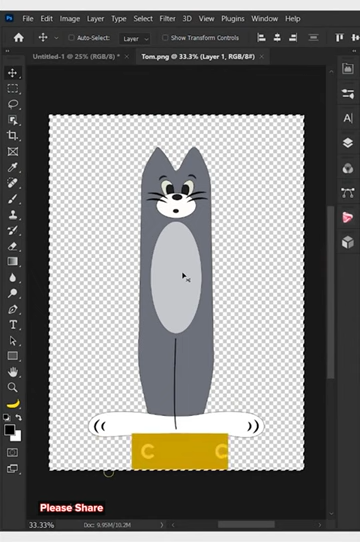 Ps File Edit Image Layer Type Select Filter 3D View Plugins Window Help
Auto-Select: Layer Show Transform Controls
Untitled-1 @ 25% (RGB/8) * × Tom.png @ 33.3% (Layer 1, RGB/8#) ×
A
T
C C
Please Share
33.33% Doc: 9.95M/10.2M